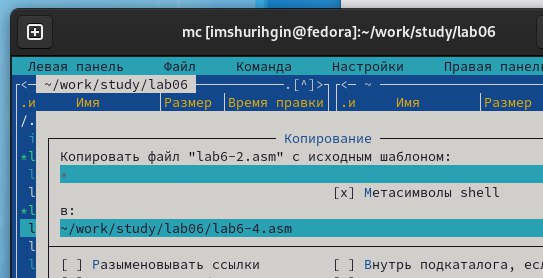 mc [imshurihgin@fedora]:~/work/study/lab06
Левая панель Файл Команда Настройки Правая панель
~/work/study/lab06 .[^]> <— ~
.и Имя Размер Время правки .и Имя Размер
/.
Копирование
Копировать файл "lab6-2.asm" с исходным шаблоном:
*
[x] Метасимволы shell
в:
~/work/study/lab06/lab6-4.asm
[ ] Разыменовывать ссылки [ ] Внутрь подкаталога, есл